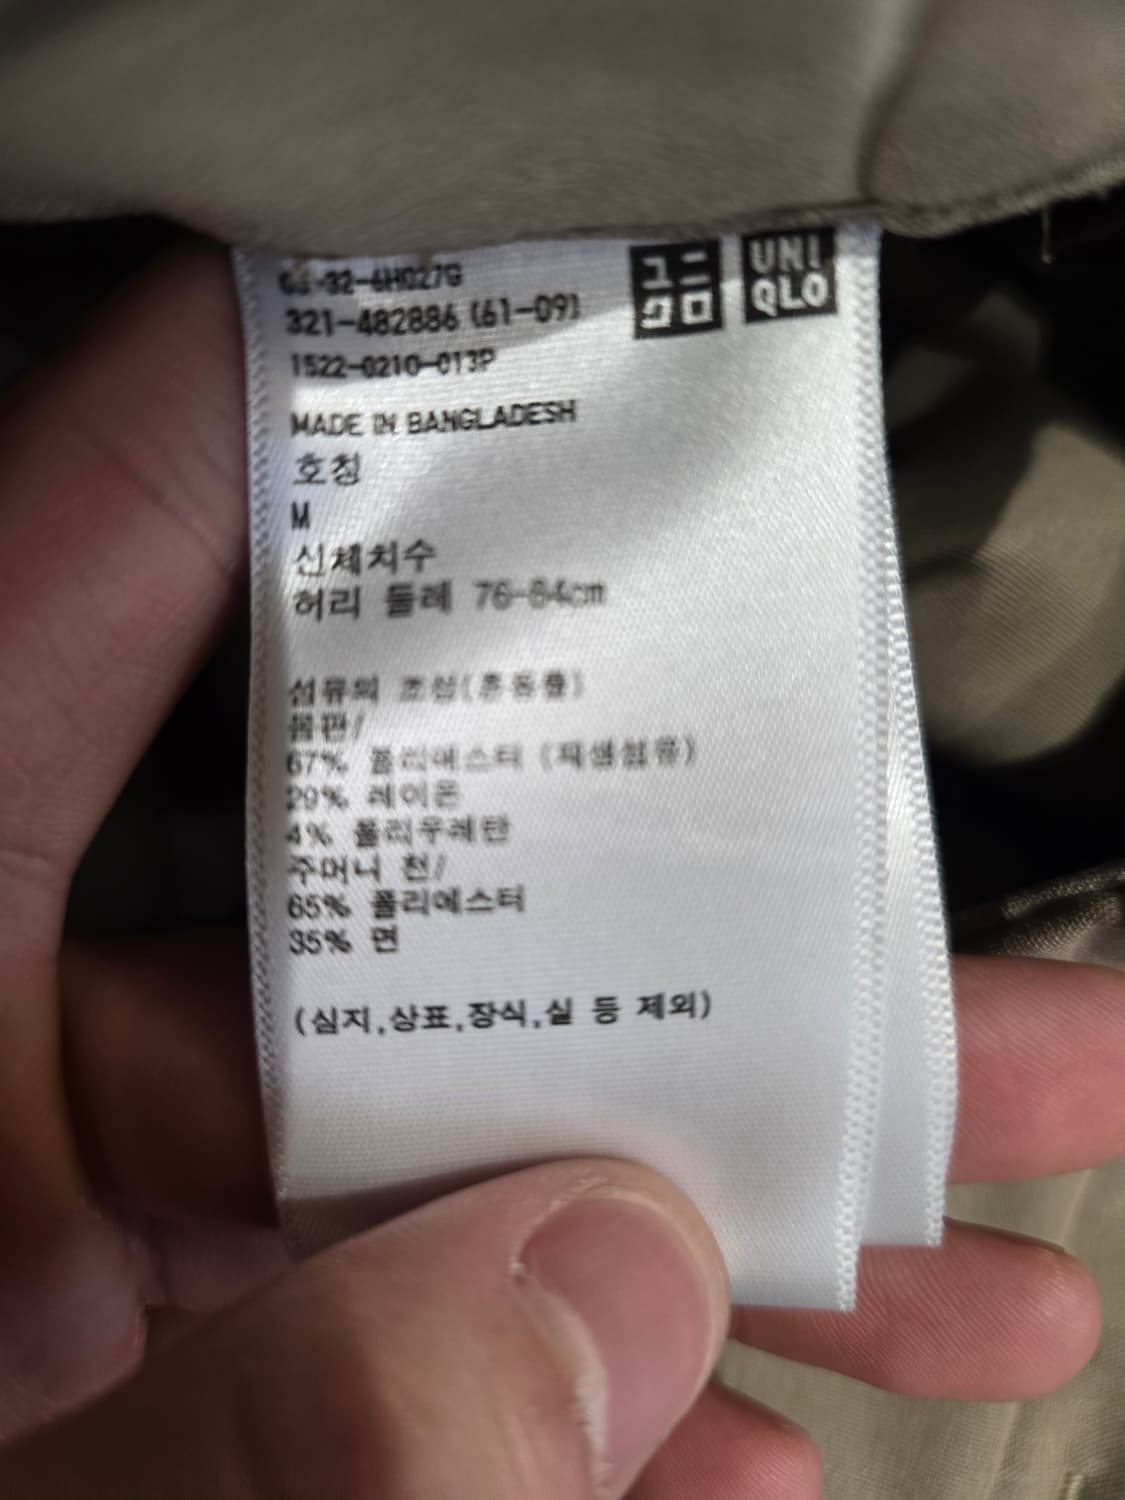 ユニ
クロ
UNI
QLO
321-482886 (61-09)
1522-0210-013P
MADE IN BANGLADESH
호칭
M
신체치수
허리 둘레 76-84cm
섬유의 조성(혼용률)
몸판/
67% 폴리에스터 (재생섬유)
29% 레이온
4% 폴리우레탄
주머니 천/
65% 폴리에스터
35% 면
(심지,상표,장식,실 등 제외)